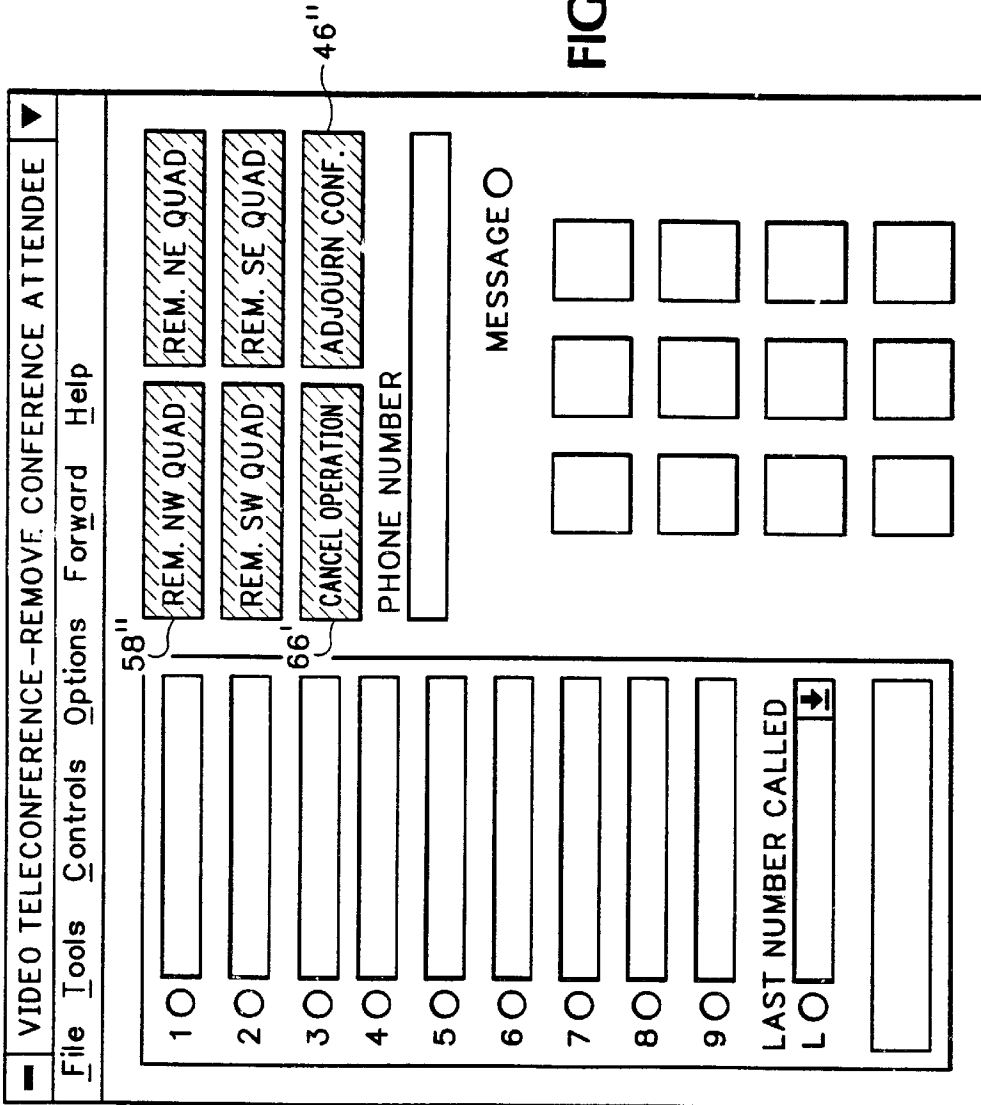 VIDEO TELECONFERENCE-REMOVE CONFERENCE ATTENDEE
File Tools Controls Options Forward Help
58"
REM. NW QUAD REM. NE QUAD
REM. SW QUAD REM. SE QUAD
66'
CANCEL OPERATION ADJOURN CONF.
46"
PHONE NUMBER
MESSAGE
1
2
3
4
5
6
7
8
9
LAST NUMBER CALLED
L
FIG